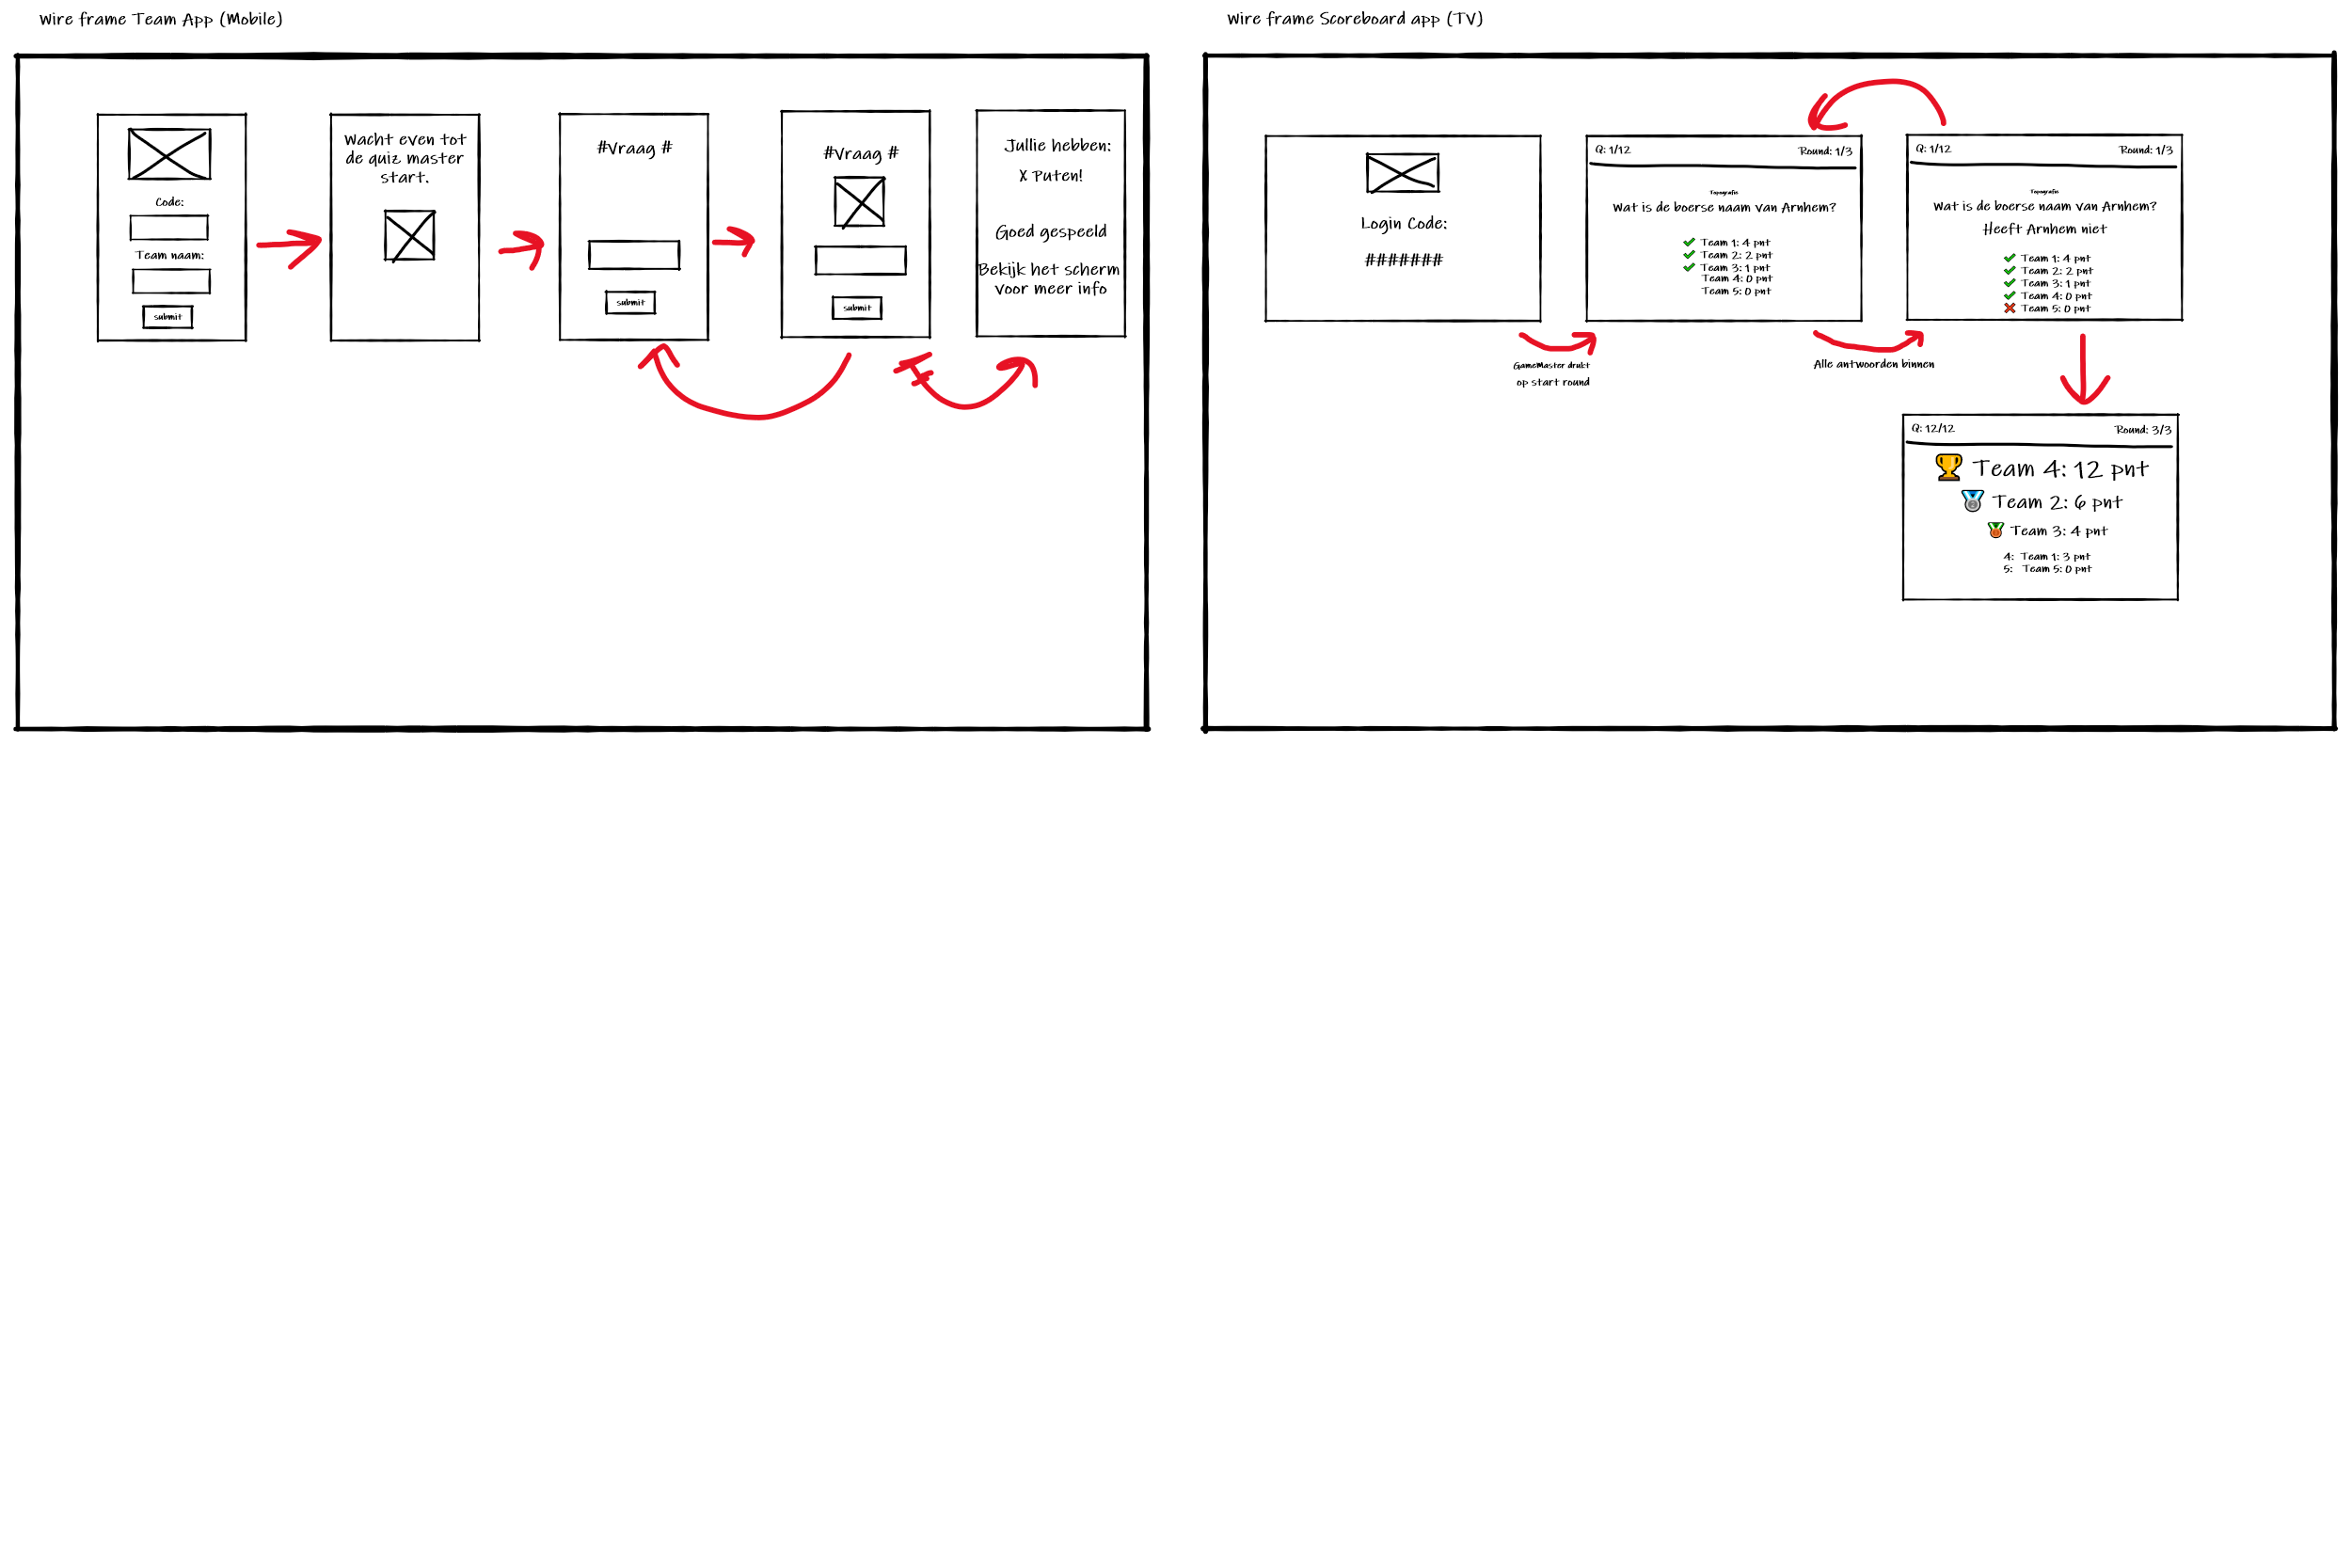 Wire frame Team App (Mobile)
Code:
Team naam:
submit
Wacht even tot
de quiz master
start.
#Vraag #
submit
#Vraag #
submit
Jullie hebben:
X Puten!
Goed gespeeld
Bekijk het scherm
voor meer info
Wire frame Scoreboard app (TV)
Login Code:
#######
GameMaster drukt
op start round
Q: 1/12
Round: 1/3
Topografie
Wat is de boerse naam van Arnhem?
Team 1: 4 pnt
Team 2: 2 pnt
Team 3: 1 pnt
Team 4: 0 pnt
Team 5: 0 pnt
Alle antwoorden binnen
Q: 1/12
Round: 1/3
Topografie
Wat is de boerse naam van Arnhem?
Heeft Arnhem niet
Team 1: 4 pnt
Team 2: 2 pnt
Team 3: 1 pnt
Team 4: 0 pnt
Team 5: 0 pnt
Q: 12/12
Round: 3/3
Team 4: 12 pnt
Team 2: 6 pnt
Team 3: 4 pnt
4: Team 1: 3 pnt
5: Team 5: 0 pnt